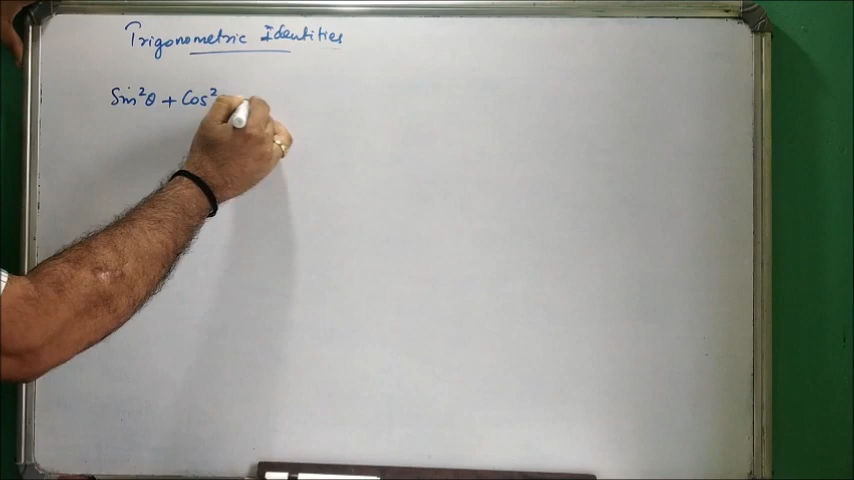 Trigonometric Identities
Sin²θ + Cos²